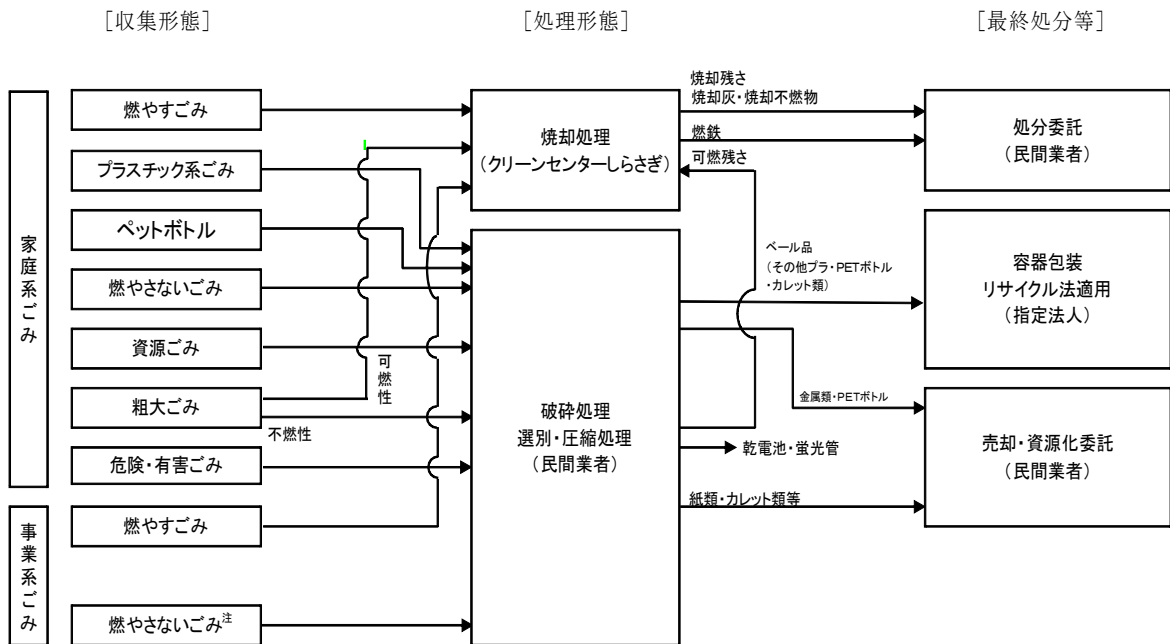 [収集形態]
[処理形態]
[最終処分等]
家庭系ごみ
事業系ごみ
燃やすごみ
プラスチック系ごみ
ペットボトル
燃やさないごみ
資源ごみ
粗大ごみ
危険・有害ごみ
燃やすごみ
燃やさないごみ注
可燃性
不燃性
焼却処理
(クリーンセンターしらさぎ)
破砕処理
選別・圧縮処理
(民間業者)
焼却残さ
焼却灰・焼却不燃物
燃鉄
可燃残さ
ベール品
(その他プラ・PETボトル
・カレット類)
金属類・PETボトル
乾電池・蛍光管
紙類・カレット類等
処分委託
(民間業者)
容器包装
リサイクル法適用
(指定法人)
売却・資源化委託
(民間業者)